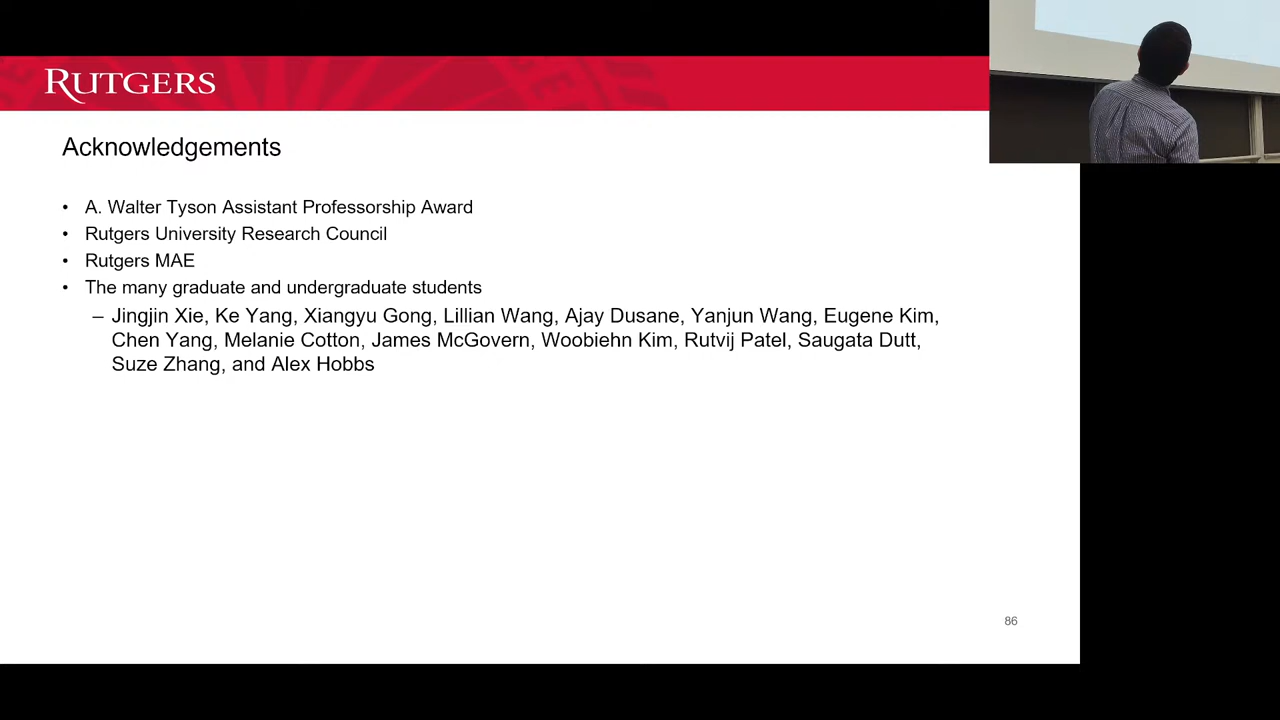 RUTGERS
Acknowledgements
• A. Walter Tyson Assistant Professorship Award
• Rutgers University Research Council
• Rutgers MAE
• The many graduate and undergraduate students
– Jingjin Xie, Ke Yang, Xiangyu Gong, Lillian Wang, Ajay Dusane, Yanjun Wang, Eugene Kim,
Chen Yang, Melanie Cotton, James McGovern, Woobiehn Kim, Rutvij Patel, Saugata Dutt,
Suze Zhang, and Alex Hobbs
86